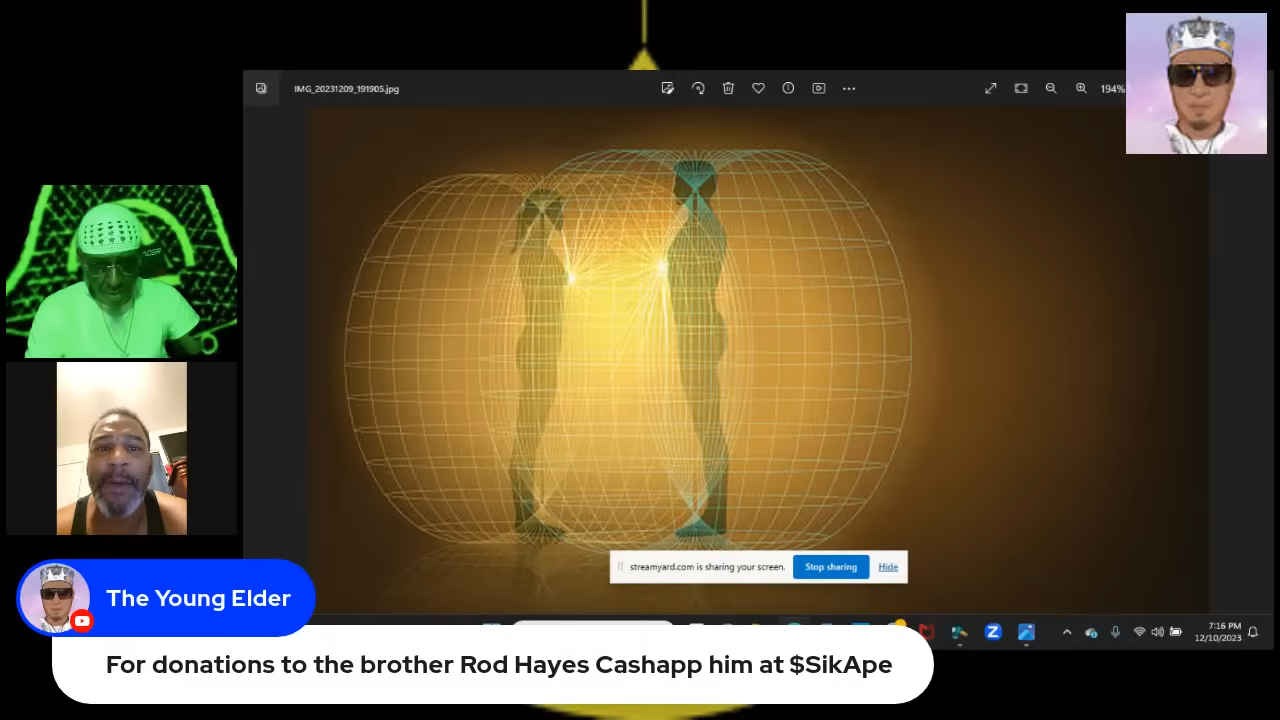 IMG_20231209_191905.jpg
194%
ACER
streamyard.com is sharing your screen.
Stop sharing
Hide
7:16 PM
12/10/2023
The Young Elder
For donations to the brother Rod Hayes Cashapp him at $SikApe